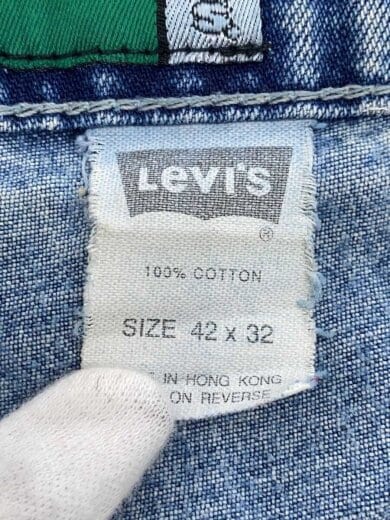 Levi's
®
100% COTTON
SIZE 42 x 32
IN HONG KONG
ON REVERSE